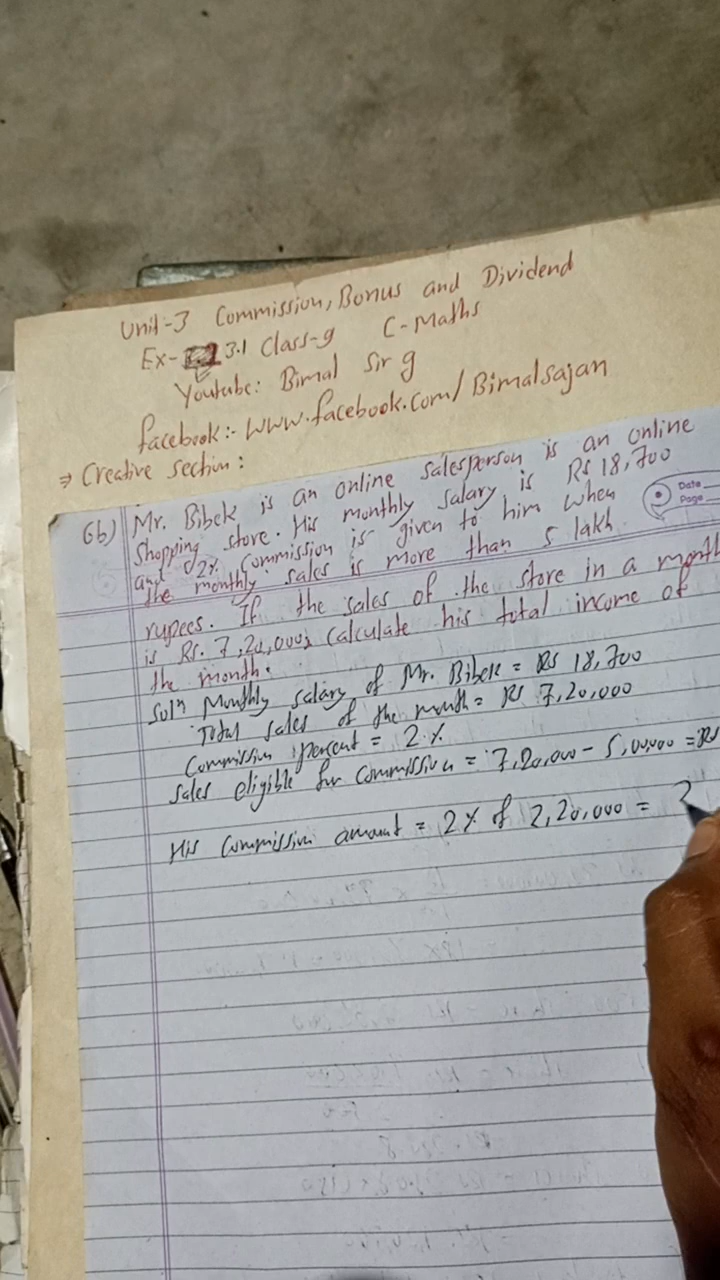 Unit-3 Commission, Bonus and Dividend
Ex- 3.1 Class-9 C-Maths
Youtube: Bimal Sir g
facebook:- www.facebook.com/Bimalsajan
⇒ Creative section:
6b) Mr. Bibek is an online salesperson is an online
Shopping store. His monthly salary is Rs 18,700
and 2% commission is given to him when
the monthly sales is more than 5 lakh
rupees. If the sales of the store in a month
is Rs. 7,20,000, Calculate his total income of
the month.
Date
Page
Solⁿ Monthly salary of Mr. Bibek = Rs 18,700
Total sales of the month = Rs 7,20,000
Commission percent = 2%
Sales eligible for Commission = 7,20,000 - 5,00,000 = Rs
His Commission amount = 2% of 2,20,000 = 2